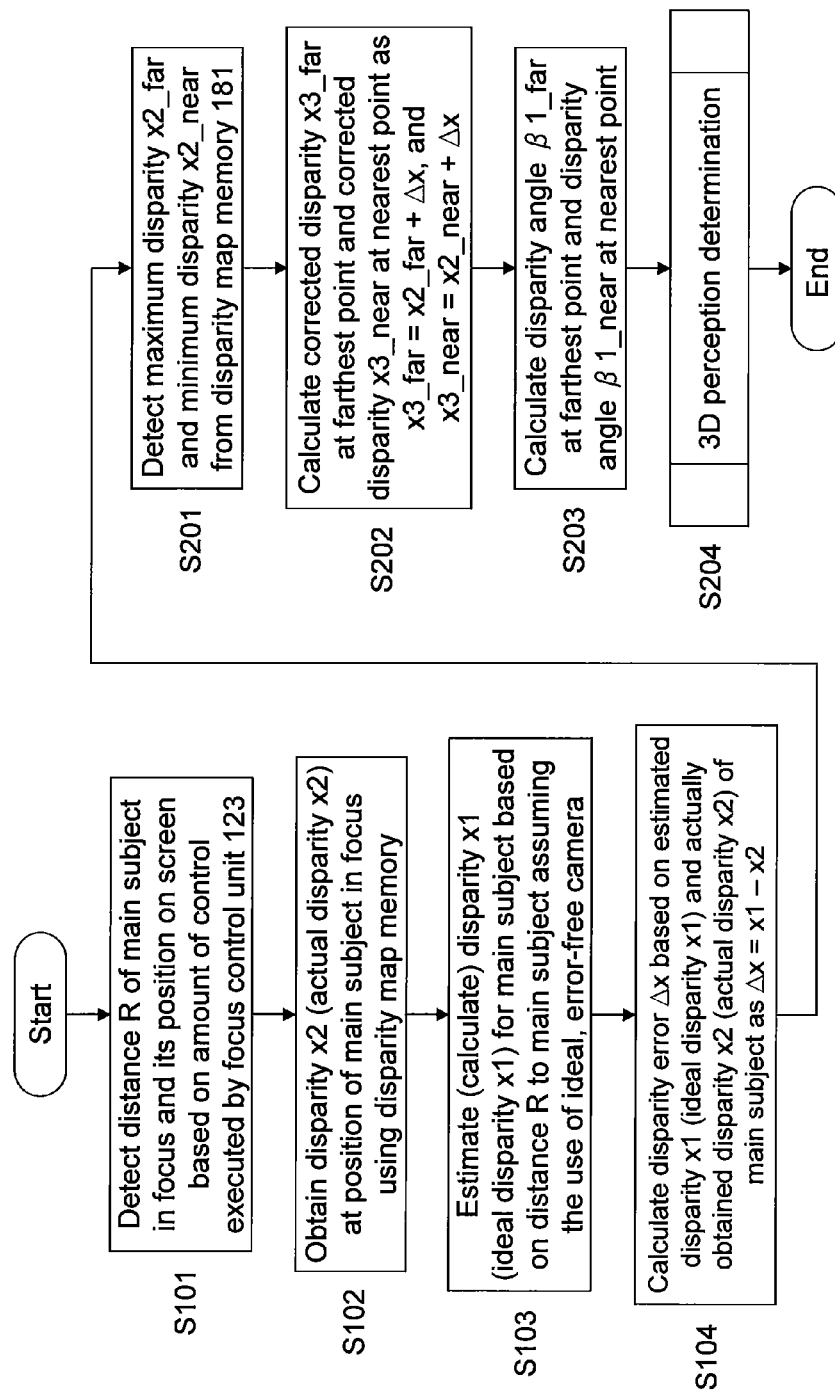 Start
S101
Detect distance R of main subject
in focus and its position on screen
based on amount of control
executed by focus control unit 123
S102
Obtain disparity x2 (actual disparity x2)
at position of main subject in focus
using disparity map memory
S103
Estimate (calculate) disparity x1
(ideal disparity x1) for main subject based
on distance R to main subject assuming
the use of ideal, error-free camera
S104
Calculate disparity error Δx based on estimated
disparity x1 (ideal disparity x1) and actually
obtained disparity x2 (actual disparity x2) of
main subject as Δx = x1 – x2
S201
Detect maximum disparity x2_far
and minimum disparity x2_near
from disparity map memory 181
S202
Calculate corrected disparity x3_far
at farthest point and corrected
disparity x3_near at nearest point as
x3_far = x2_far + Δx, and
x3_near = x2_near + Δx
S203
Calculate disparity angle β1_far
at farthest point and disparity
angle β1_near at nearest point
S204
3D perception determination
End